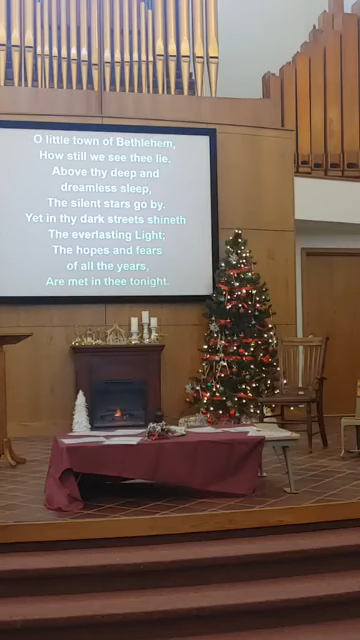 O little town of Bethlehem,
How still we see thee lie.
Above thy deep and
dreamless sleep,
The silent stars go by.
Yet in thy dark streets shineth
The everlasting Light;
The hopes and fears
of all the years,
Are met in thee tonight.